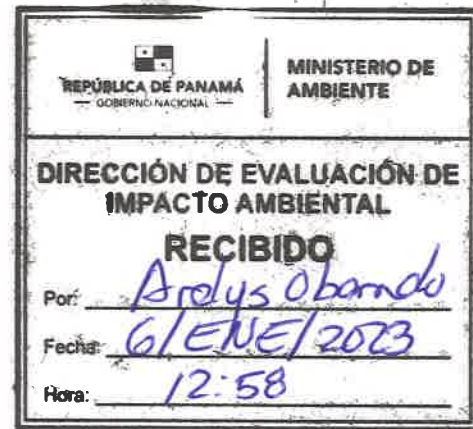 REPÚBLICA DE PANAMÁ
— GOBIERNO NACIONAL —
MINISTERIO DE
AMBIENTE
DIRECCIÓN DE EVALUACIÓN DE
IMPACTO AMBIENTAL
RECIBIDO
Por: Ardys Obando
Fecha: 6/ENE/2023
Hora: 12:58